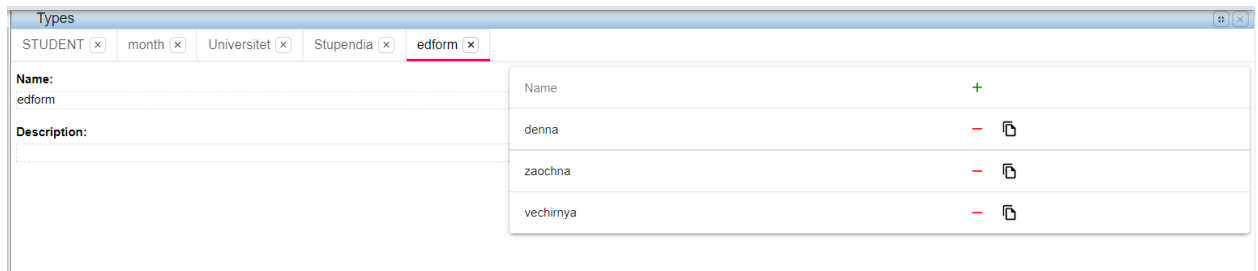 Types
STUDENT month Universitet Stupendia edform
Name:
edform
Description:
Name
denna
zaochna
vechirnya